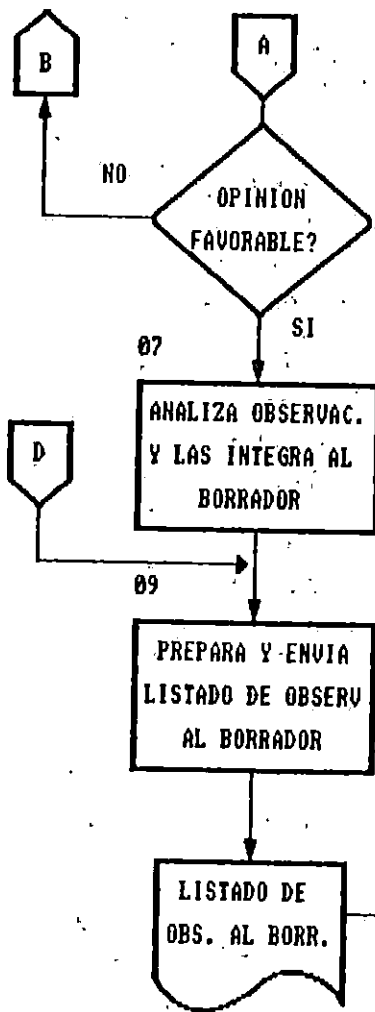 B
A
NO
OPINION
FAVORABLE?
SI
07
ANALIZA OBSERVAC.
Y LAS INTEGRA AL
BORRADOR
D
09
PREPARA Y ENVIA
LISTADO DE OBSERV
AL BORRADOR
LISTADO DE
OBS. AL BORR.